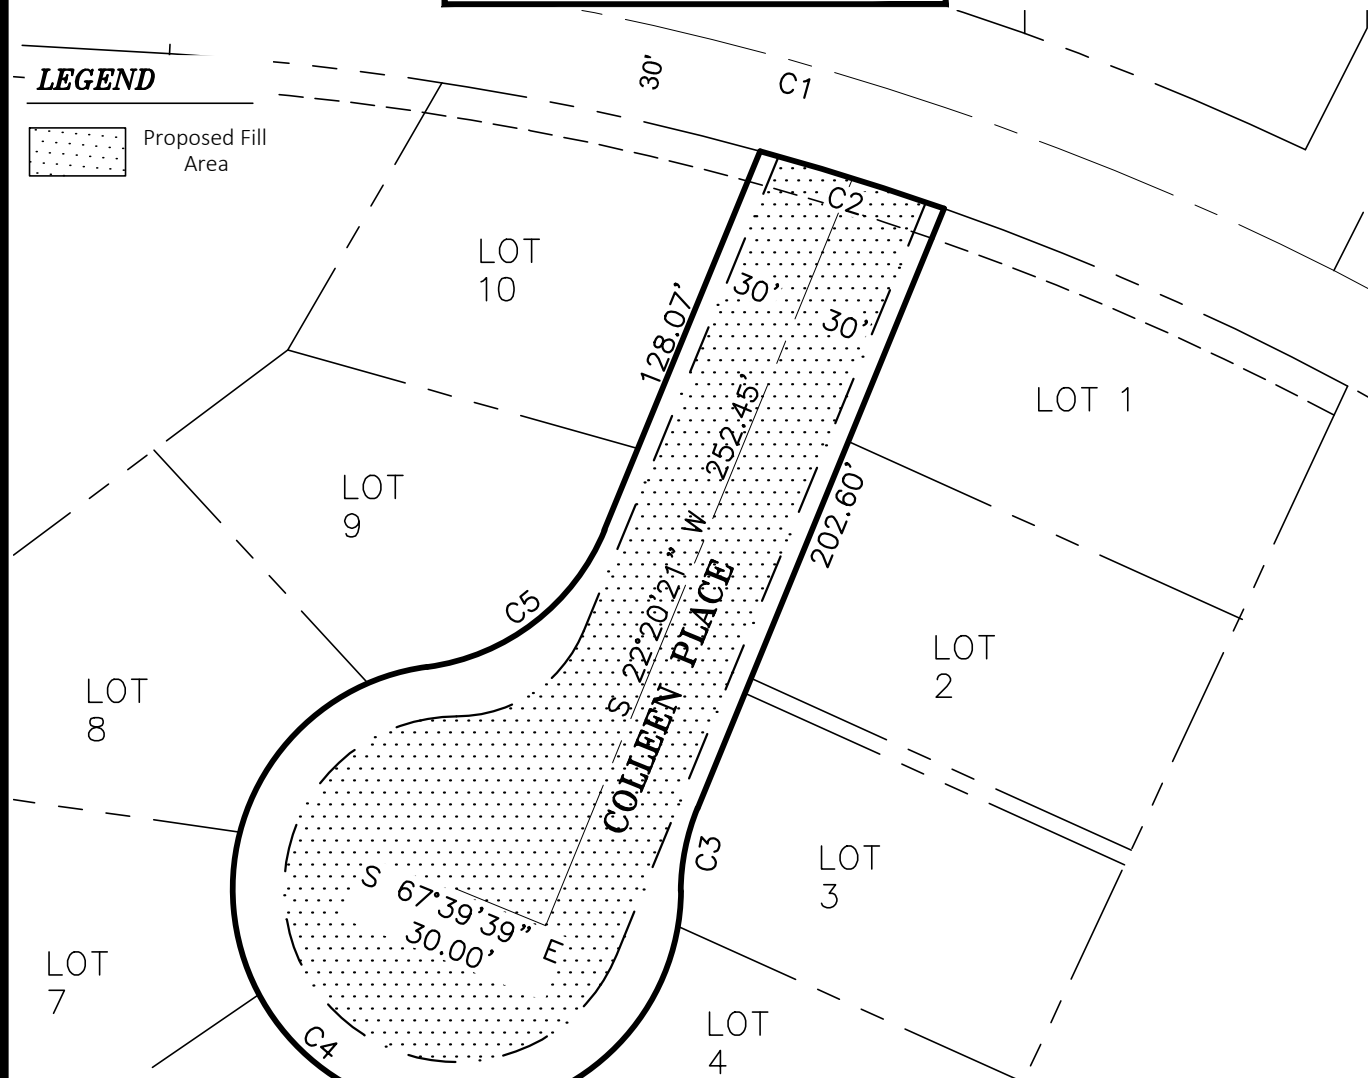 30'
C1
LEGEND
Proposed Fill
Area
C2
LOT
10
30'
30'
128.07'
LOT 1
252.45'
LOT
9
202.60'
S 22°20'21" W
COLLEEN PLACE
C5
LOT
2
LOT
8
C3
LOT
3
S 67°39'39" E
30.00'
LOT
7
C4
LOT
4